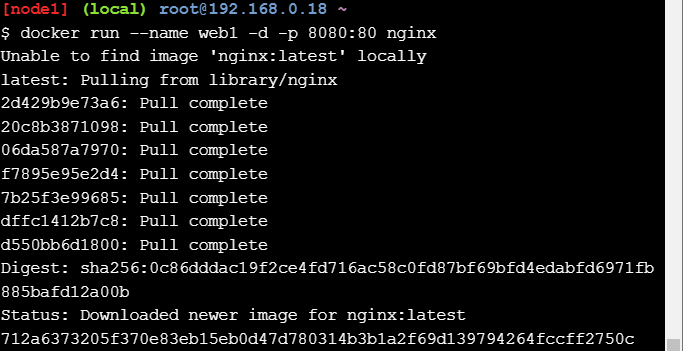 [node1] (local) root@192.168.0.18 ~
$ docker run --name web1 -d -p 8080:80 nginx
Unable to find image 'nginx:latest' locally
latest: Pulling from library/nginx
2d429b9e73a6: Pull complete
20c8b3871098: Pull complete
06da587a7970: Pull complete
f7895e95e2d4: Pull complete
7b25f3e99685: Pull complete
dffc1412b7c8: Pull complete
d550bb6d1800: Pull complete
Digest: sha256:0c86dddac19f2ce4fd716ac58c0fd87bf69bfd4edabfd6971fb
885bafd12a00b
Status: Downloaded newer image for nginx:latest
712a6373205f370e83eb15eb0d47d780314b3b1a2f69d139794264fccff2750c